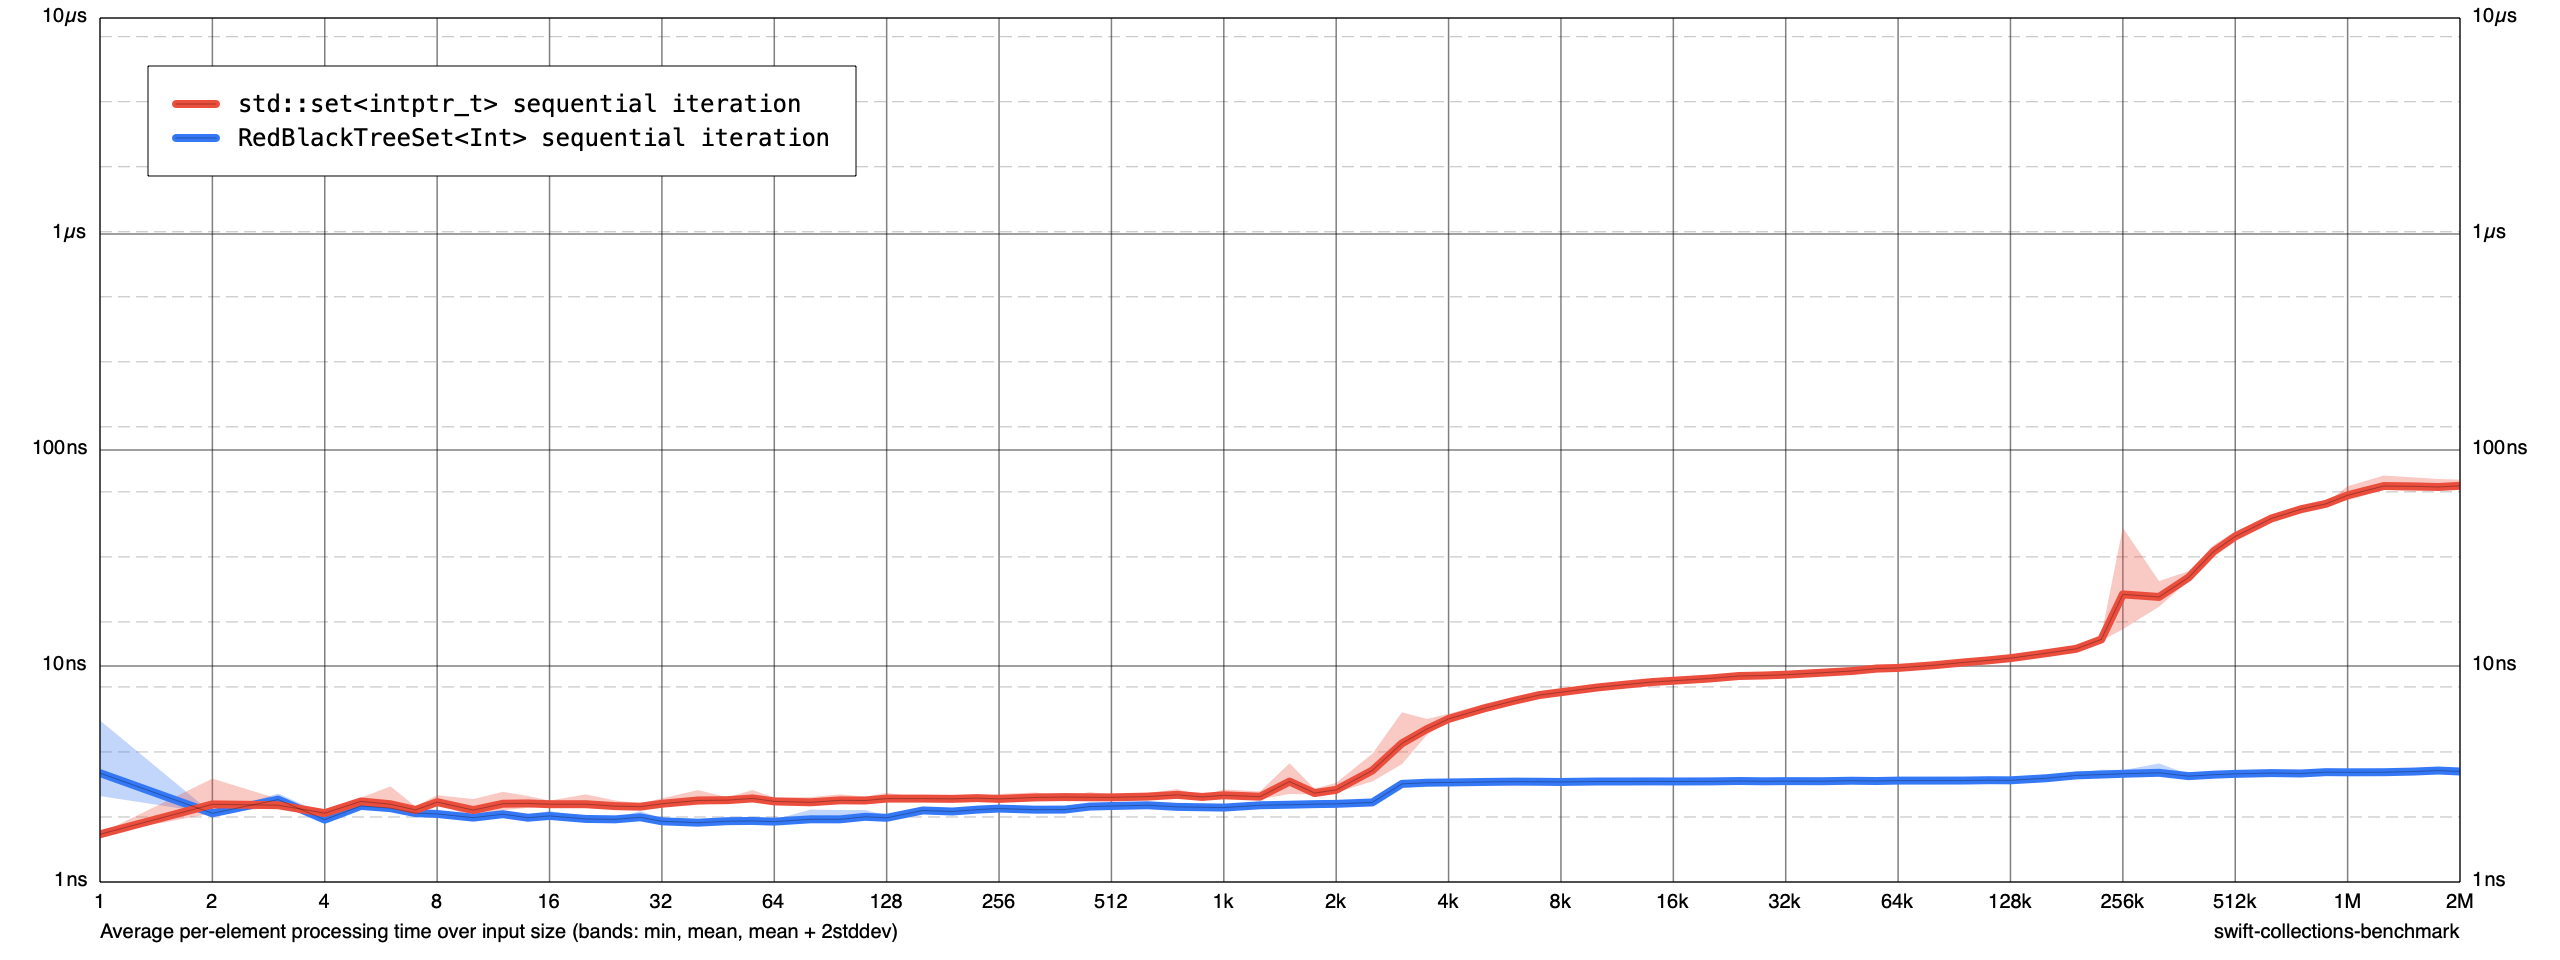 10µs 10µs
std::set<intptr_t> sequential iteration
RedBlackTreeSet<Int> sequential iteration
1µs 1µs
100ns 100ns
10ns 10ns
1ns 1ns
1 2 4 8 16 32 64 128 256 512 1k 2k 4k 8k 16k 32k 64k 128k 256k 512k 1M 2M
Average per-element processing time over input size (bands: min, mean, mean + 2stddev) swift-collections-benchmark